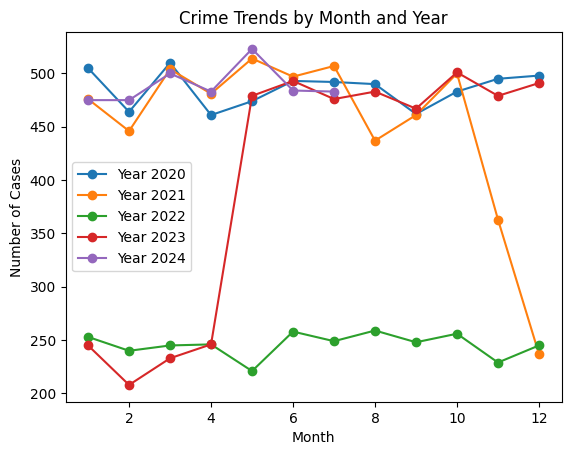 Crime Trends by Month and Year
Number of Cases
500
450
400
350
300
250
200
Year 2020
Year 2021
Year 2022
Year 2023
Year 2024
2 4 6 8 10 12
Month